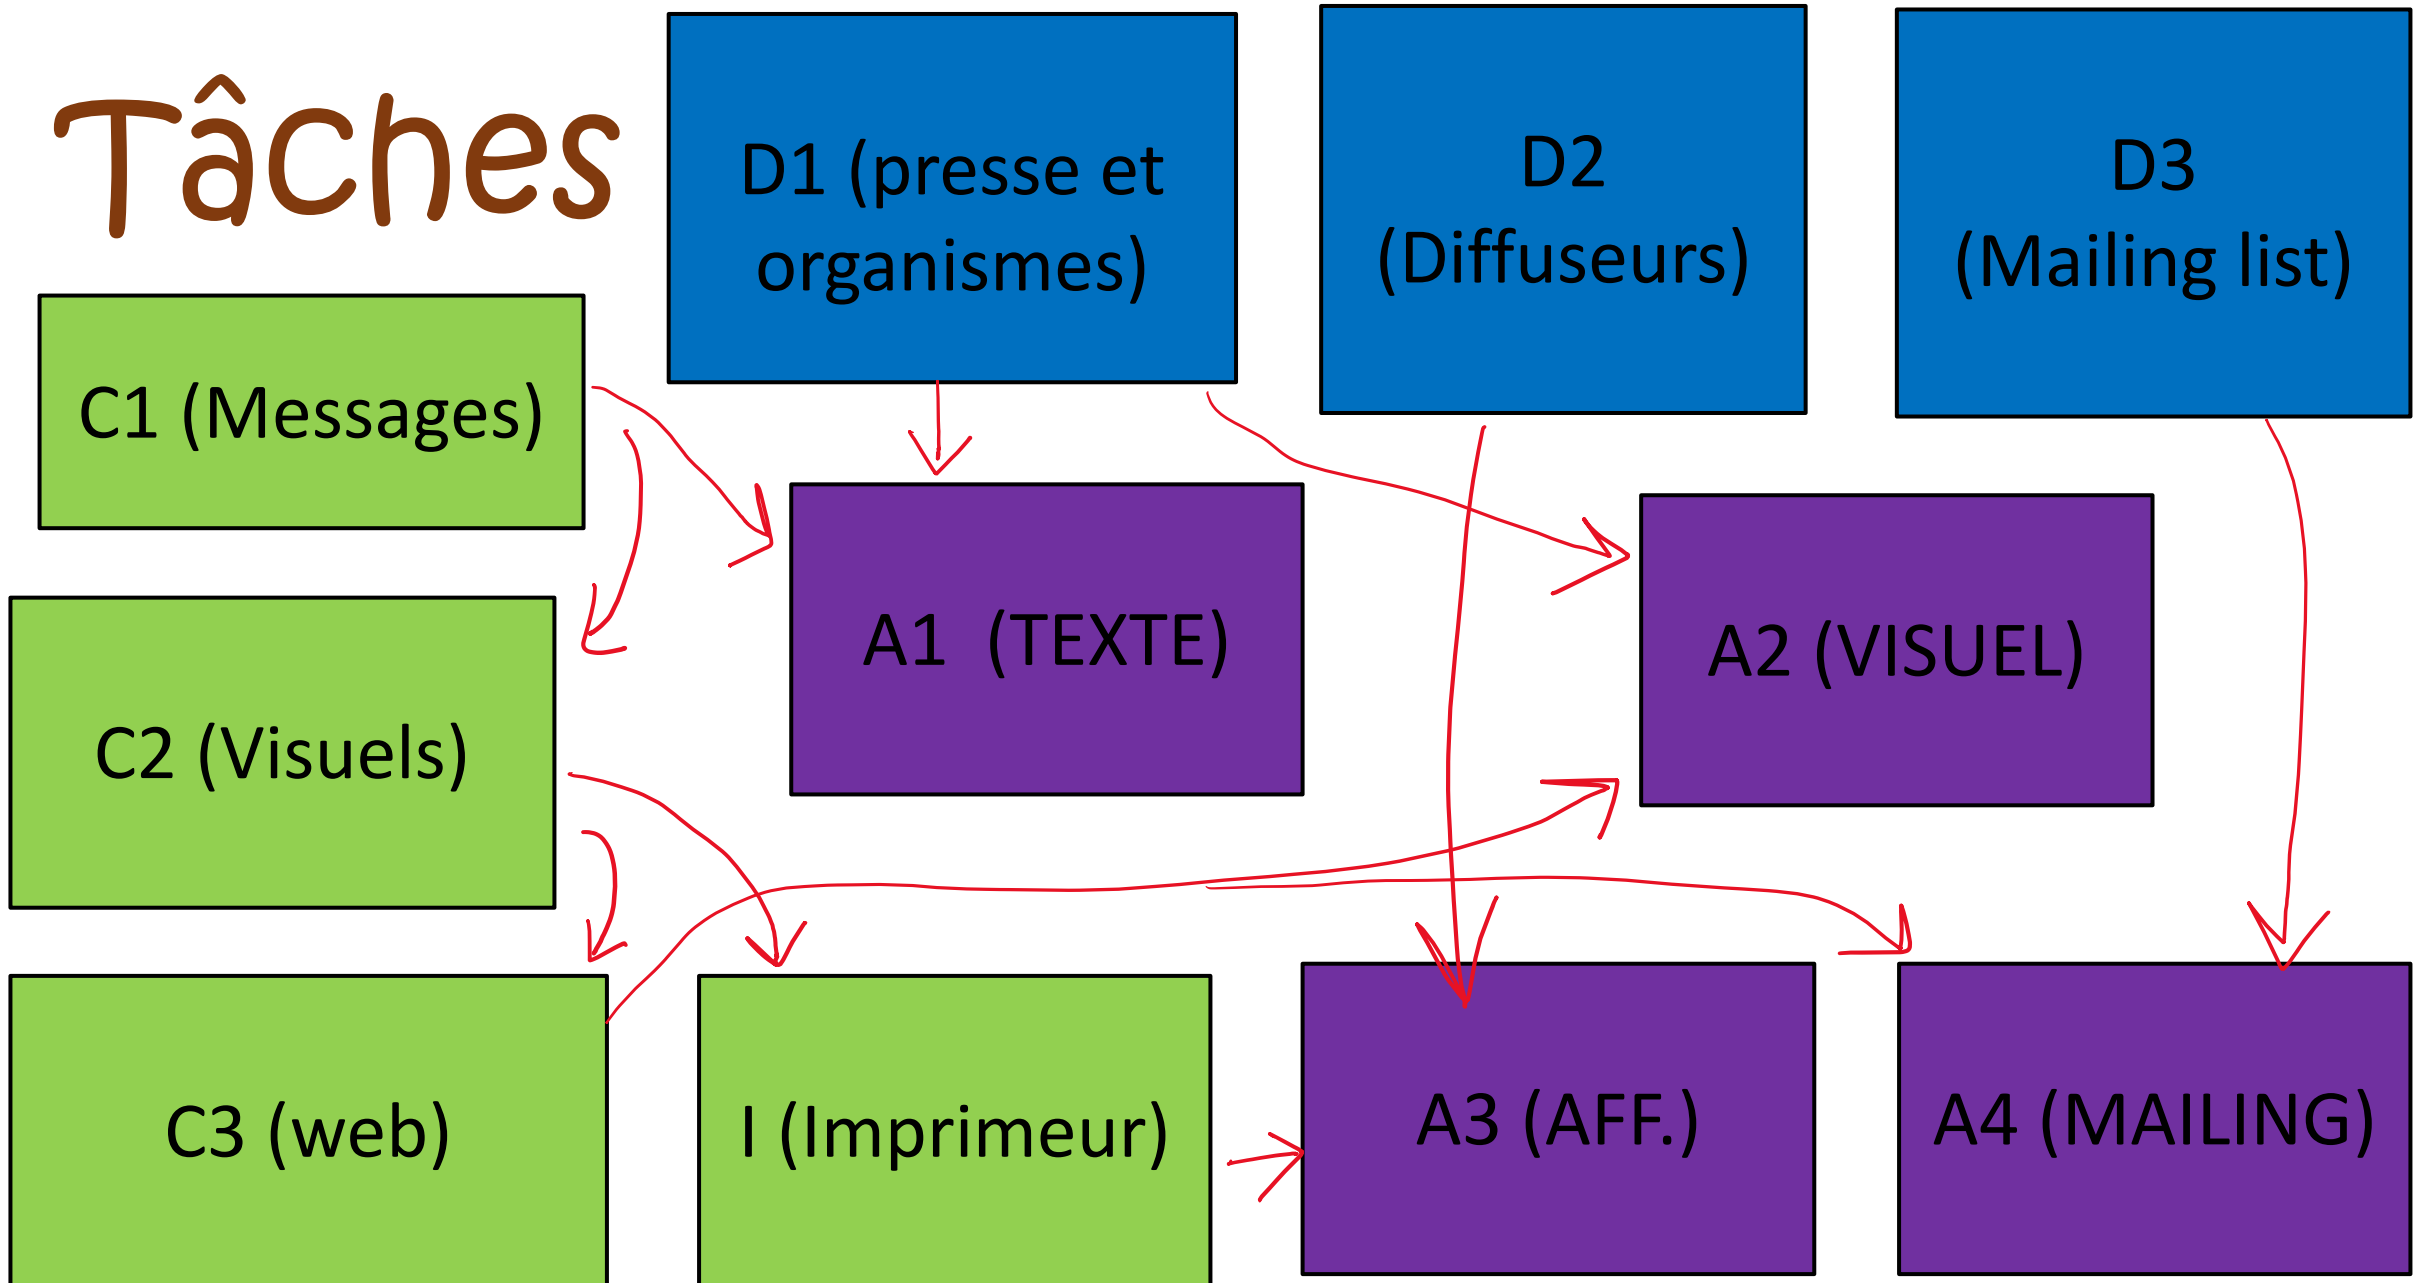 Tâches
D1 (presse et
organismes)
D2
(Diffuseurs)
D3
(Mailing list)
C1 (Messages)
A1 (TEXTE)
A2 (VISUEL)
C2 (Visuels)
C3 (web)
I (Imprimeur)
A3 (AFF.)
A4 (MAILING)